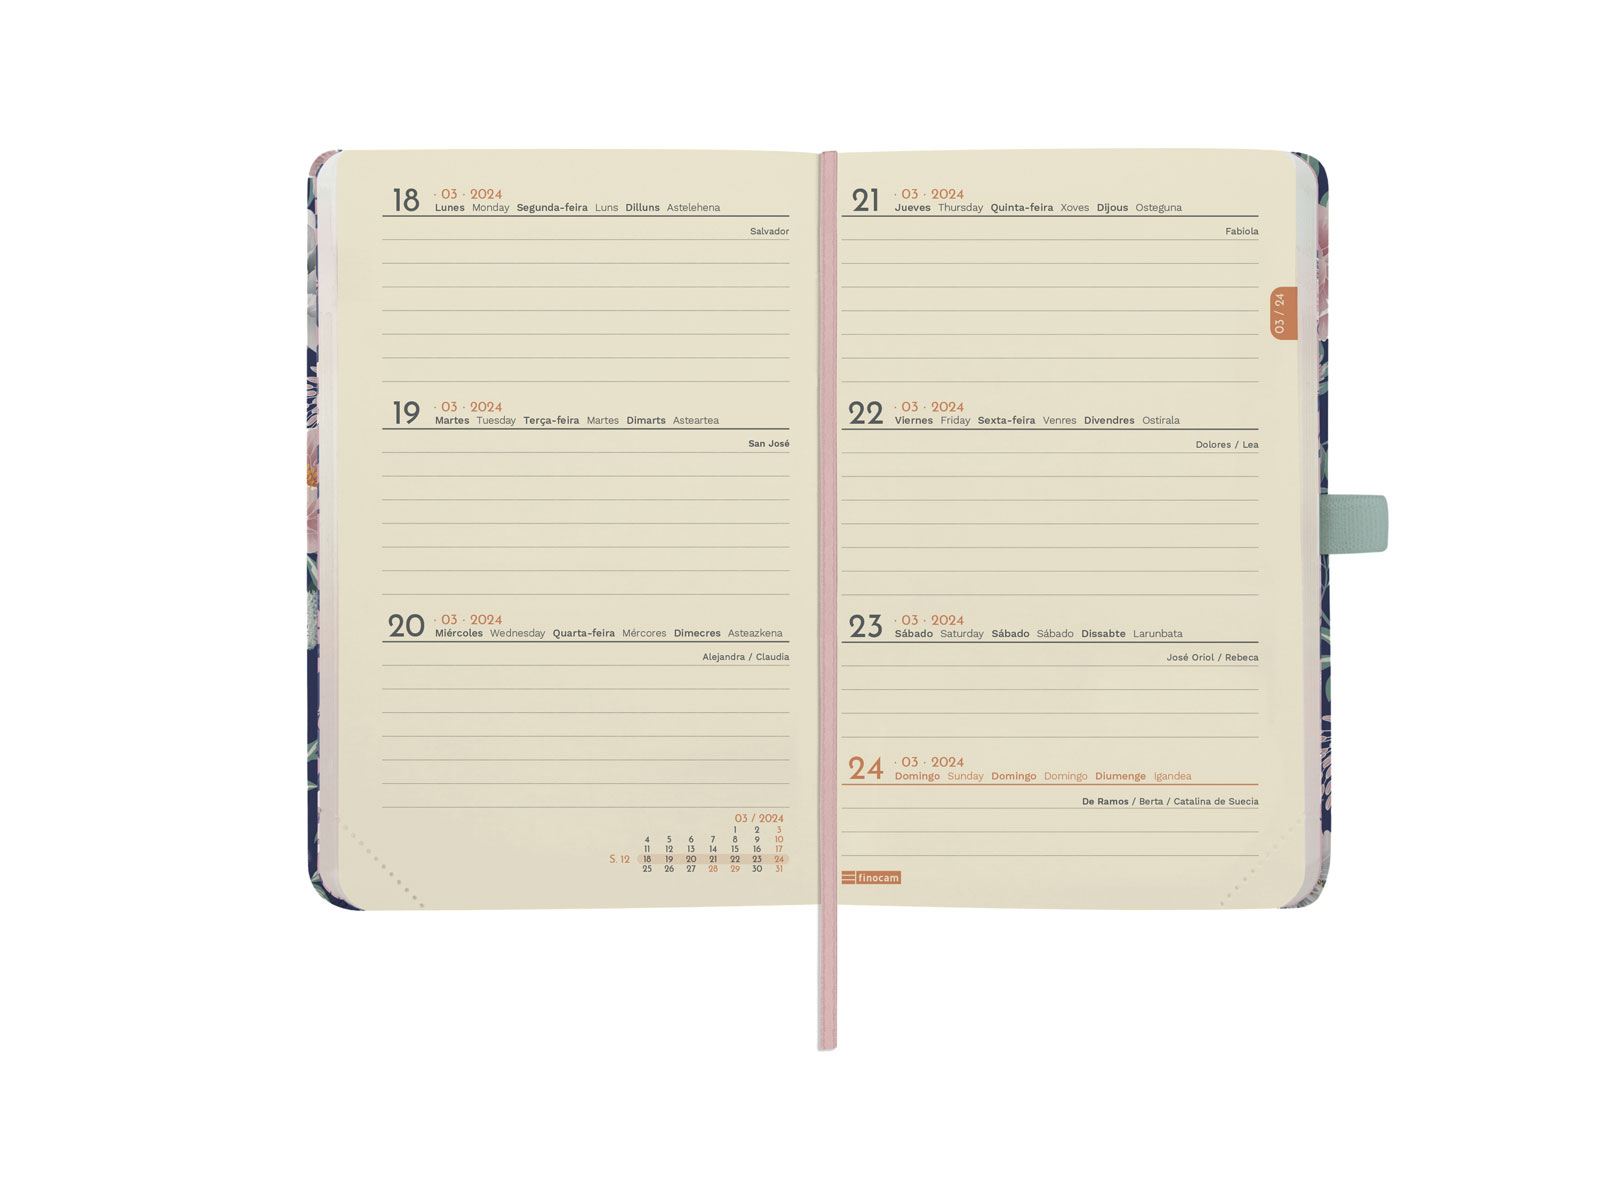 18 · 03 · 2024
Lunes Monday Segunda-feira Luns Dilluns Astelehena
Salvador
19 · 03 · 2024
Martes Tuesday Terça-feira Martes Dimarts Asteartea
San José
20 · 03 · 2024
Miércoles Wednesday Quarta-feira Mércores Dimecres Asteazkena
Alejandra / Claudia
03 / 2024
1 2 3
4 5 6 7 8 9 10
11 12 13 14 15 16 17
S. 12 18 19 20 21 22 23 24
25 26 27 28 29 30 31
21 · 03 · 2024
Jueves Thursday Quinta-feira Xoves Dijous Osteguna
Fabiola
03 / 24
22 · 03 · 2024
Viernes Friday Sexta-feira Venres Divendres Ostirala
Dolores / Lea
23 · 03 · 2024
Sábado Saturday Sábado Sábado Dissabte Larunbata
José Oriol / Rebeca
24 · 03 · 2024
Domingo Sunday Domingo Domingo Diumenge Igandea
De Ramos / Berta / Catalina de Suecia
finocam